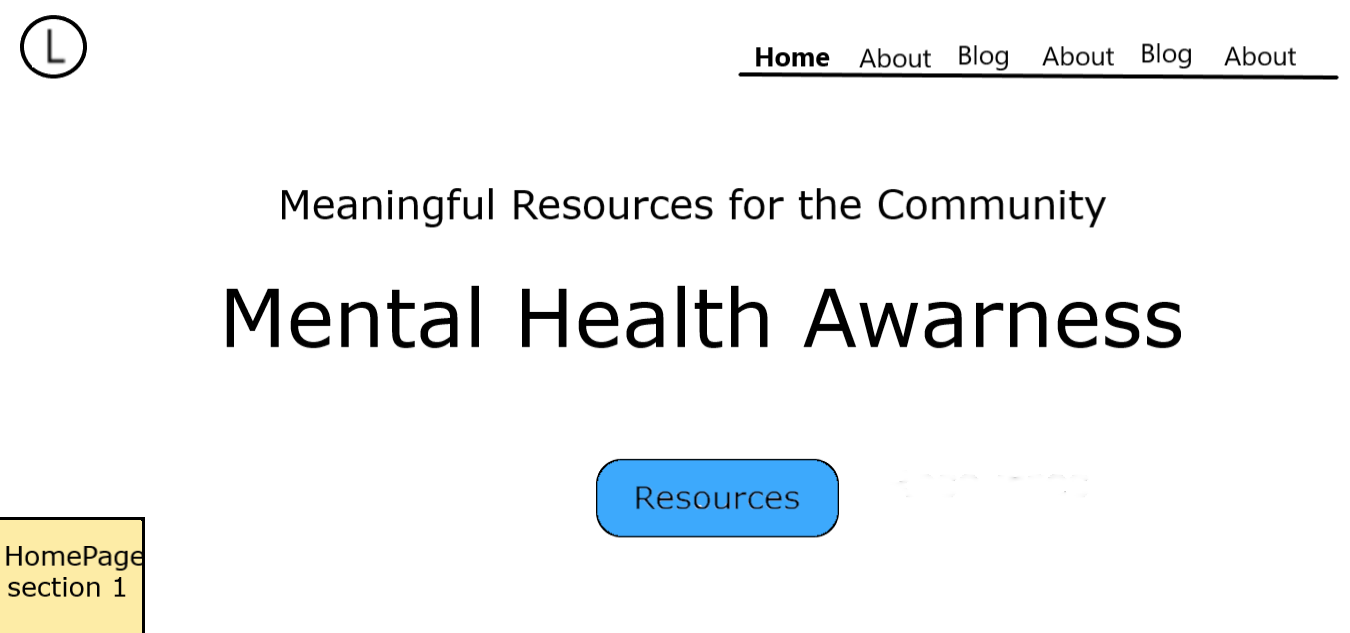 L
Home About Blog About Blog About
Meaningful Resources for the Community
Mental Health Awarness
Resources
HomePage
section 1